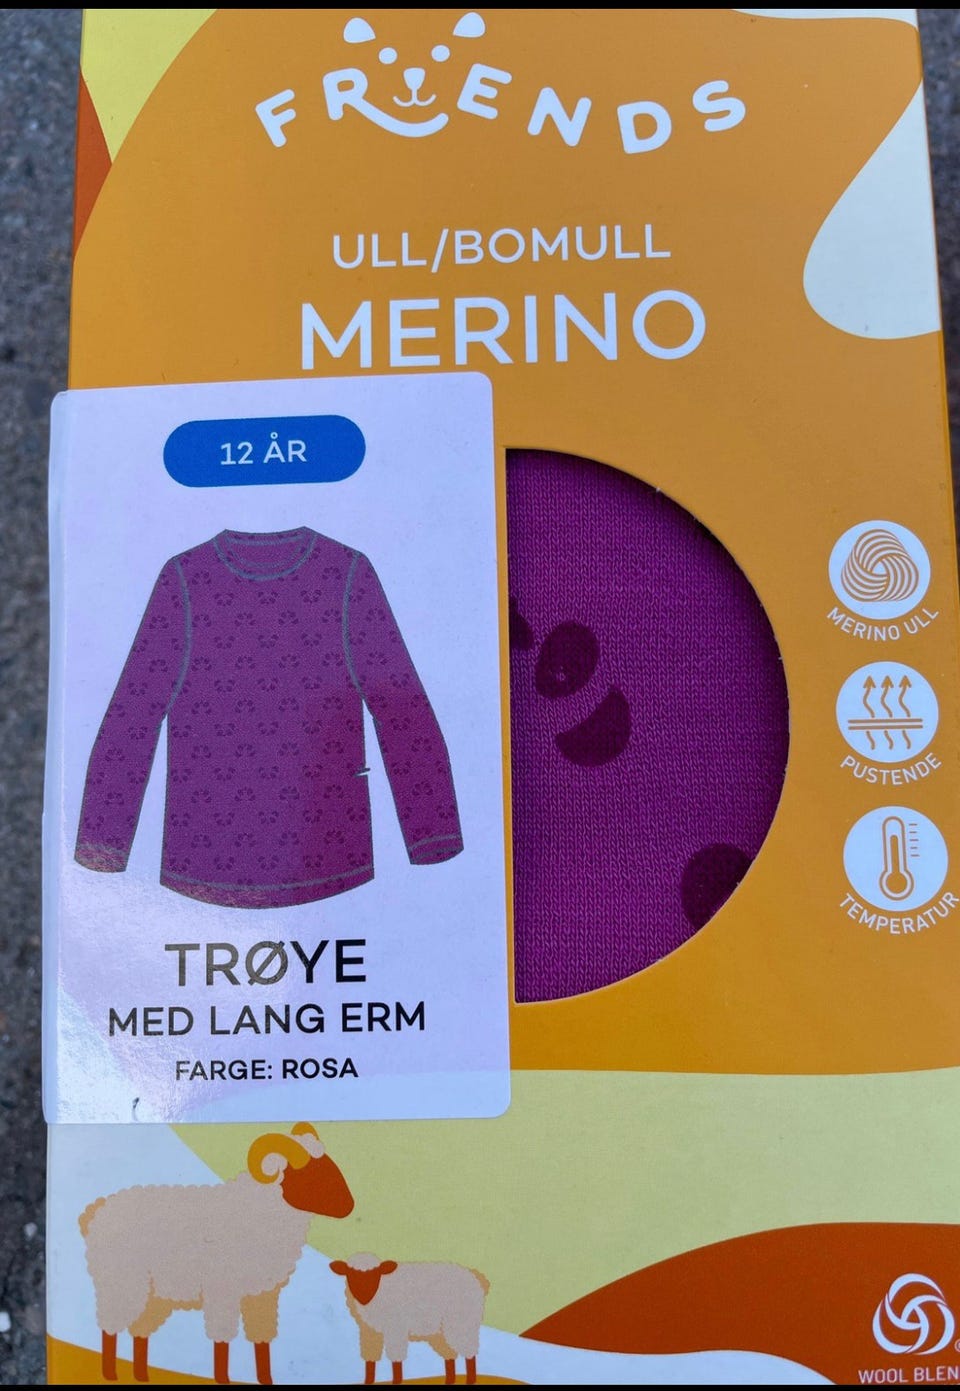 FRIENDS
ULL/BOMULL
MERINO
12 ÅR
TRØYE
MED LANG ERM
FARGE: ROSA
MERINO ULL
PUSTENDE
TEMPERATUR
WOOL BLEN